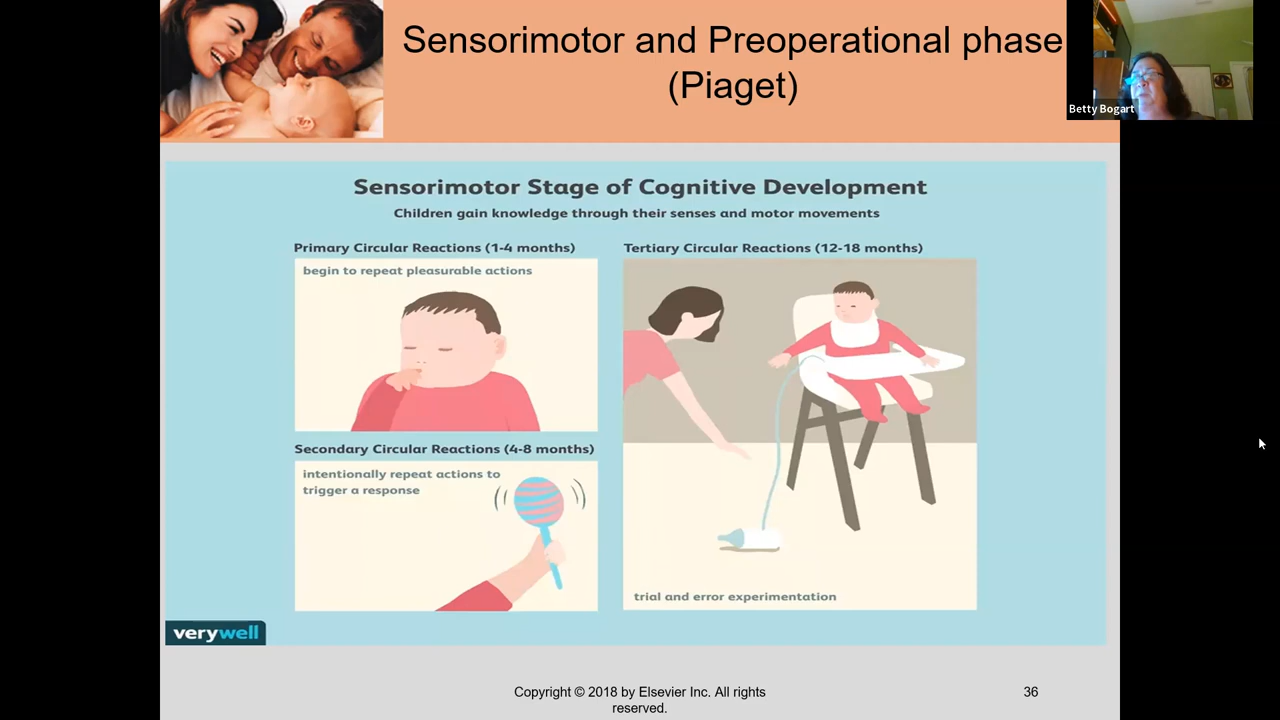 Sensorimotor and Preoperational phase
(Piaget)
Betty Bogart
Sensorimotor Stage of Cognitive Development
Children gain knowledge through their senses and motor movements
Primary Circular Reactions (1-4 months)
begin to repeat pleasurable actions
Secondary Circular Reactions (4-8 months)
intentionally repeat actions to
trigger a response
Tertiary Circular Reactions (12-18 months)
trial and error experimentation
verywell
Copyright © 2018 by Elsevier Inc. All rights
reserved.
36